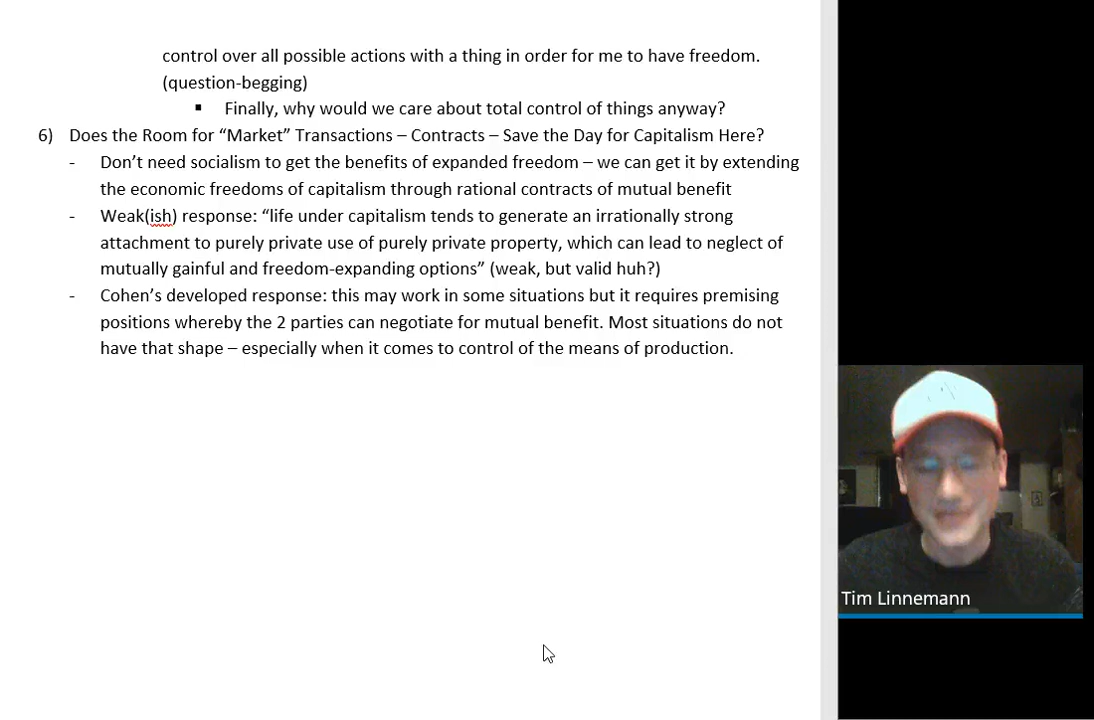 control over all possible actions with a thing in order for me to have freedom.
(question-begging)
▪ Finally, why would we care about total control of things anyway?
6) Does the Room for “Market” Transactions – Contracts – Save the Day for Capitalism Here?
- Don’t need socialism to get the benefits of expanded freedom – we can get it by extending
the economic freedoms of capitalism through rational contracts of mutual benefit
- Weak(ish) response: “life under capitalism tends to generate an irrationally strong
attachment to purely private use of purely private property, which can lead to neglect of
mutually gainful and freedom-expanding options” (weak, but valid huh?)
- Cohen’s developed response: this may work in some situations but it requires premising
positions whereby the 2 parties can negotiate for mutual benefit. Most situations do not
have that shape – especially when it comes to control of the means of production.
Tim Linnemann